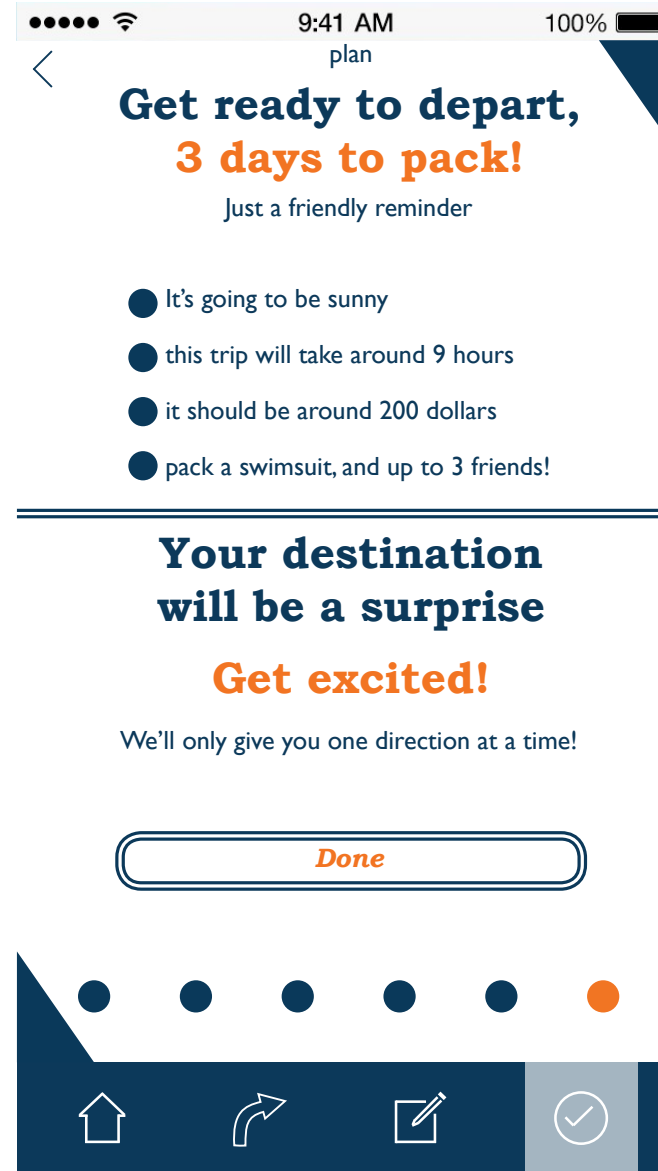 9:41 AM 100%
plan
Get ready to depart,
3 days to pack!
Just a friendly reminder
It's going to be sunny
this trip will take around 9 hours
it should be around 200 dollars
pack a swimsuit, and up to 3 friends!
Your destination
will be a surprise
Get excited!
We'll only give you one direction at a time!
Done